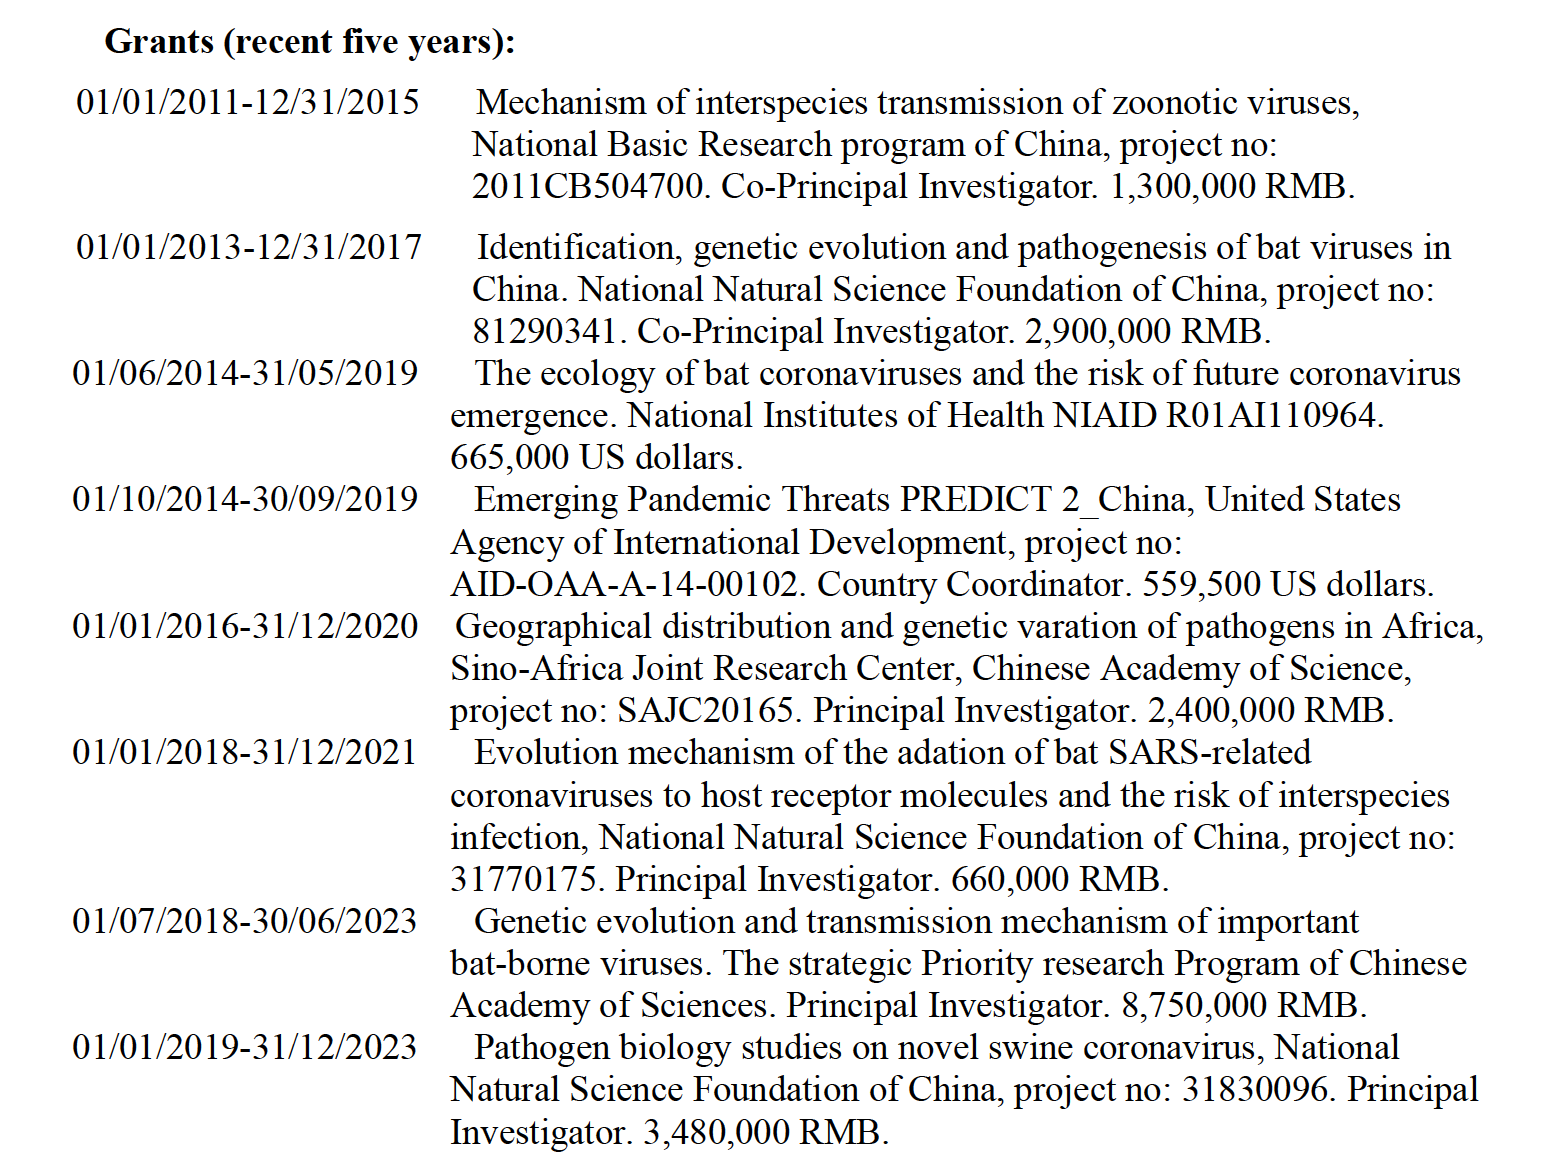 Grants (recent five years):
01/01/2011-12/31/2015 Mechanism of interspecies transmission of zoonotic viruses,
National Basic Research program of China, project no:
2011CB504700. Co-Principal Investigator. 1,300,000 RMB.
01/01/2013-12/31/2017 Identification, genetic evolution and pathogenesis of bat viruses in
China. National Natural Science Foundation of China, project no:
81290341. Co-Principal Investigator. 2,900,000 RMB.
01/06/2014-31/05/2019 The ecology of bat coronaviruses and the risk of future coronavirus
emergence. National Institutes of Health NIAID R01AI110964.
665,000 US dollars.
01/10/2014-30/09/2019 Emerging Pandemic Threats PREDICT 2_China, United States
Agency of International Development, project no:
AID-OAA-A-14-00102. Country Coordinator. 559,500 US dollars.
01/01/2016-31/12/2020 Geographical distribution and genetic varation of pathogens in Africa,
Sino-Africa Joint Research Center, Chinese Academy of Science,
project no: SAJC20165. Principal Investigator. 2,400,000 RMB.
01/01/2018-31/12/2021 Evolution mechanism of the adation of bat SARS-related
coronaviruses to host receptor molecules and the risk of interspecies
infection, National Natural Science Foundation of China, project no:
31770175. Principal Investigator. 660,000 RMB.
01/07/2018-30/06/2023 Genetic evolution and transmission mechanism of important
bat-borne viruses. The strategic Priority research Program of Chinese
Academy of Sciences. Principal Investigator. 8,750,000 RMB.
01/01/2019-31/12/2023 Pathogen biology studies on novel swine coronavirus, National
Natural Science Foundation of China, project no: 31830096. Principal
Investigator. 3,480,000 RMB.